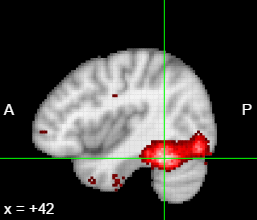 A P
x = +42